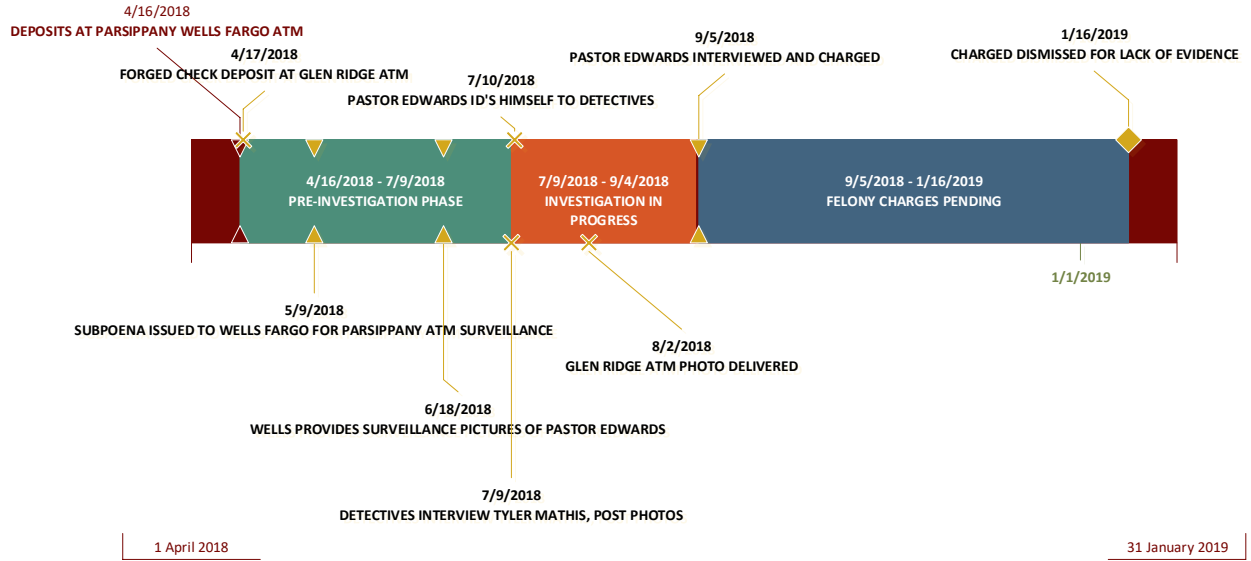 4/16/2018
DEPOSITS AT PARSIPPANY WELLS FARGO ATM
4/17/2018
FORGED CHECK DEPOSIT AT GLEN RIDGE ATM
7/10/2018
PASTOR EDWARDS ID'S HIMSELF TO DETECTIVES
9/5/2018
PASTOR EDWARDS INTERVIEWED AND CHARGED
1/16/2019
CHARGED DISMISSED FOR LACK OF EVIDENCE
4/16/2018 - 7/9/2018
PRE-INVESTIGATION PHASE
7/9/2018 - 9/4/2018
INVESTIGATION IN
PROGRESS
9/5/2018 - 1/16/2019
FELONY CHARGES PENDING
1/1/2019
5/9/2018
SUBPOENA ISSUED TO WELLS FARGO FOR PARSIPPANY ATM SURVEILLANCE
8/2/2018
GLEN RIDGE ATM PHOTO DELIVERED
6/18/2018
WELLS PROVIDES SURVEILLANCE PICTURES OF PASTOR EDWARDS
7/9/2018
DETECTIVES INTERVIEW TYLER MATHIS, POST PHOTOS
1 April 2018
31 January 2019